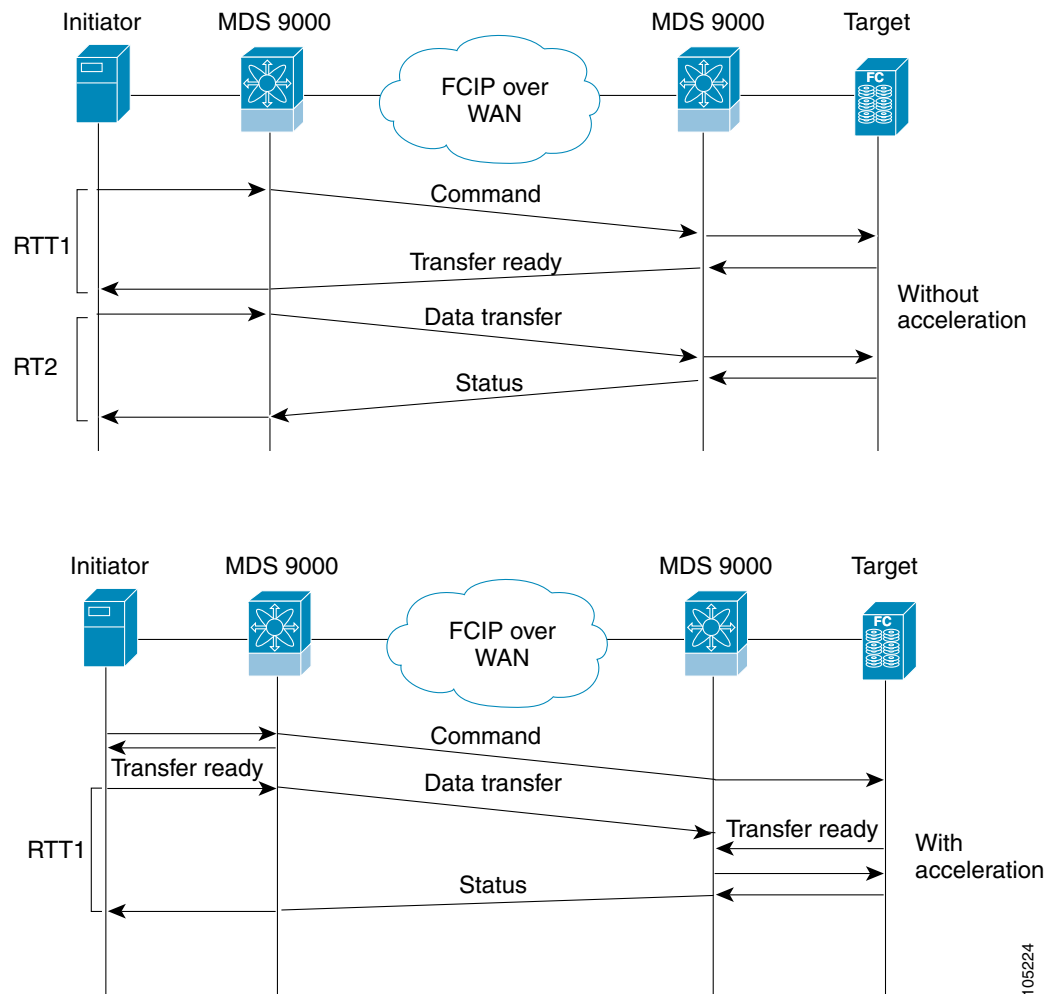 Initiator
MDS 9000
MDS 9000
Target
FCIP over
WAN
FC
Command
RTT1
Transfer ready
Without
acceleration
Data transfer
RT2
Status
Initiator
MDS 9000
MDS 9000
Target
FCIP over
WAN
FC
Command
Transfer ready
Data transfer
Transfer ready
With
acceleration
RTT1
Status
105224